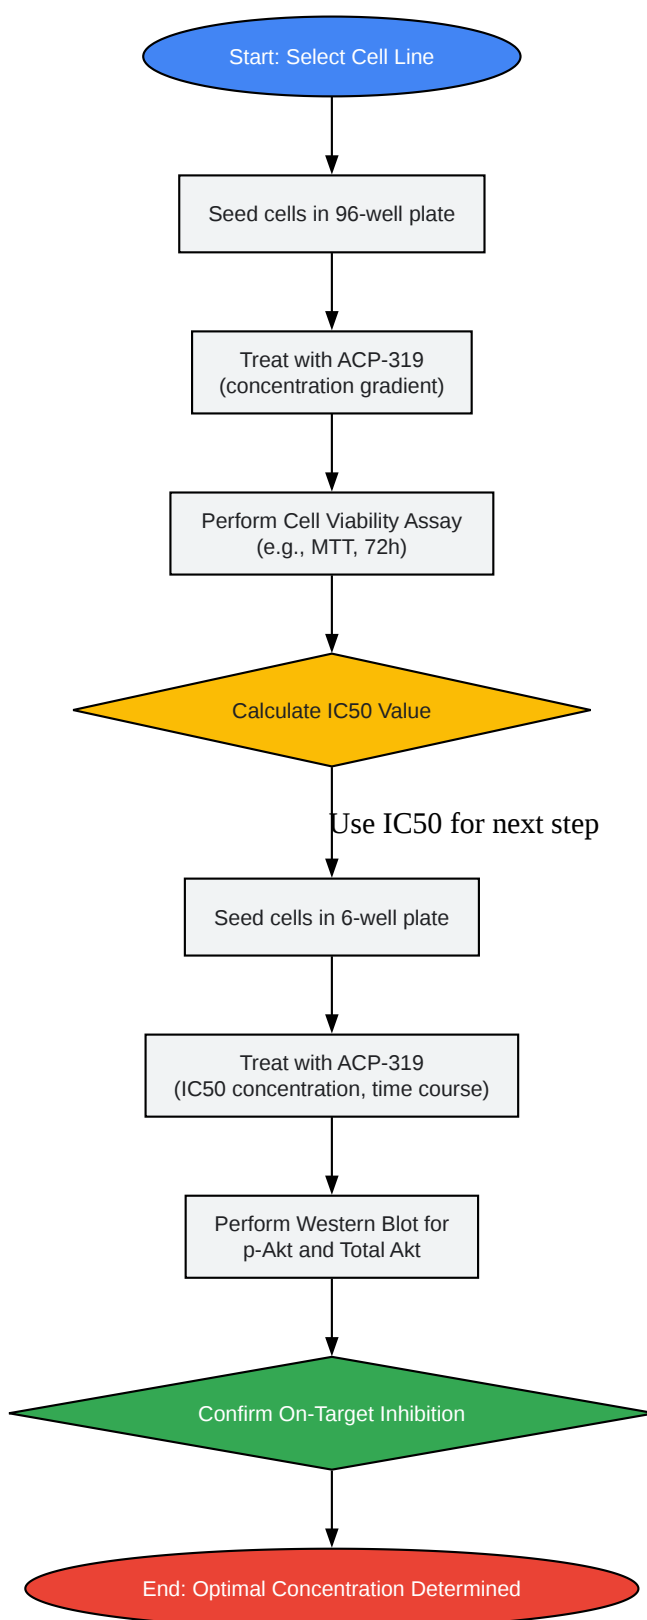 Start: Select Cell Line
Seed cells in 96-well plate
Treat with ACP-319
(concentration gradient)
Perform Cell Viability Assay
(e.g., MTT, 72h)
Calculate IC50 Value
Use IC50 for next step
Seed cells in 6-well plate
Treat with ACP-319
(IC50 concentration, time course)
Perform Western Blot for
p-Akt and Total Akt
Confirm On-Target Inhibition
End: Optimal Concentration Determined